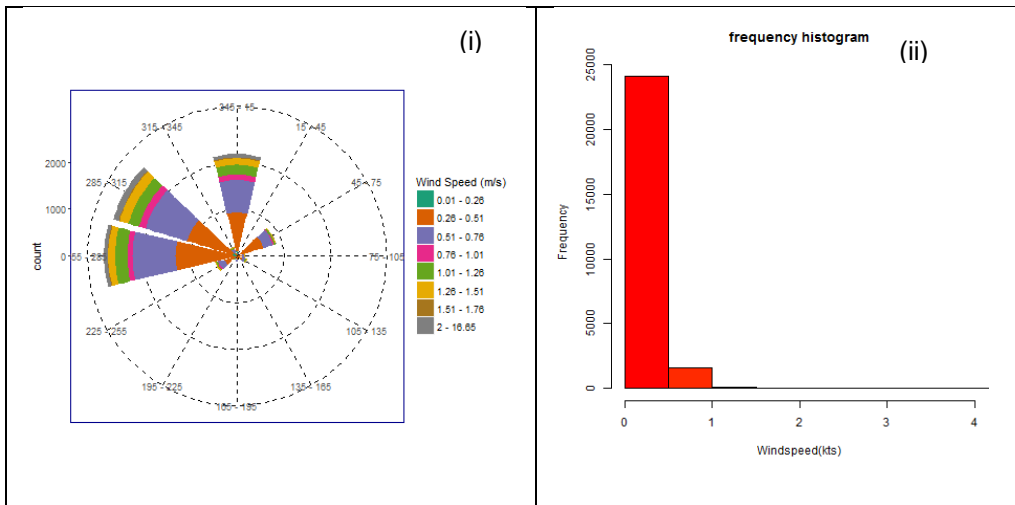 (i)
345 - 15
315 - 345
15 - 45
2000
285 - 315
45 - 75
1000
0
255 - 285
75 - 105
225 - 255
105 - 135
195 - 225
135 - 165
165 - 195
count
Wind Speed (m/s)
0.01 - 0.26
0.26 - 0.51
0.51 - 0.76
0.76 - 1.01
1.01 - 1.26
1.26 - 1.51
1.51 - 1.76
2 - 16.65
frequency histogram
(ii)
25000
20000
15000
10000
5000
0
Frequency
0 1 2 3 4
Windspeed(kts)